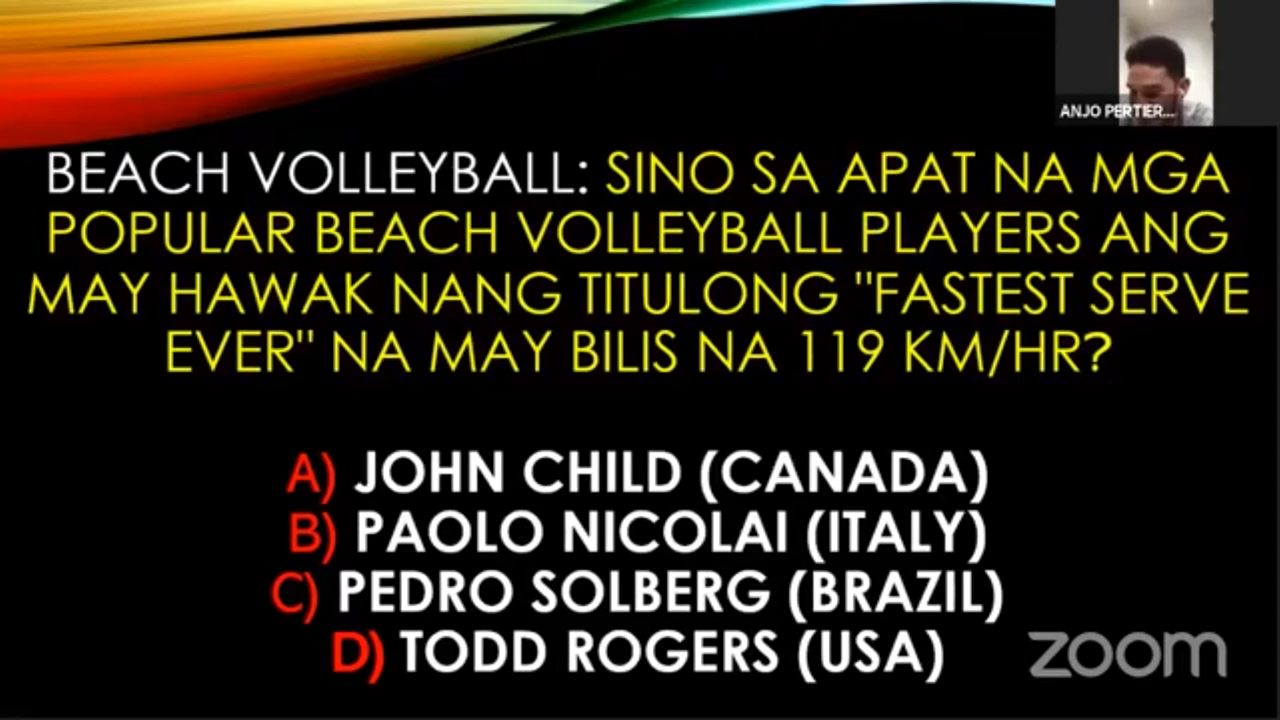 ANJO PERTIER...
BEACH VOLLEYBALL: SINO SA APAT NA MGA
POPULAR BEACH VOLLEYBALL PLAYERS ANG
MAY HAWAK NANG TITULONG "FASTEST SERVE
EVER" NA MAY BILIS NA 119 KM/HR?
A) JOHN CHILD (CANADA)
B) PAOLO NICOLAI (ITALY)
C) PEDRO SOLBERG (BRAZIL)
D) TODD ROGERS (USA)
zoom